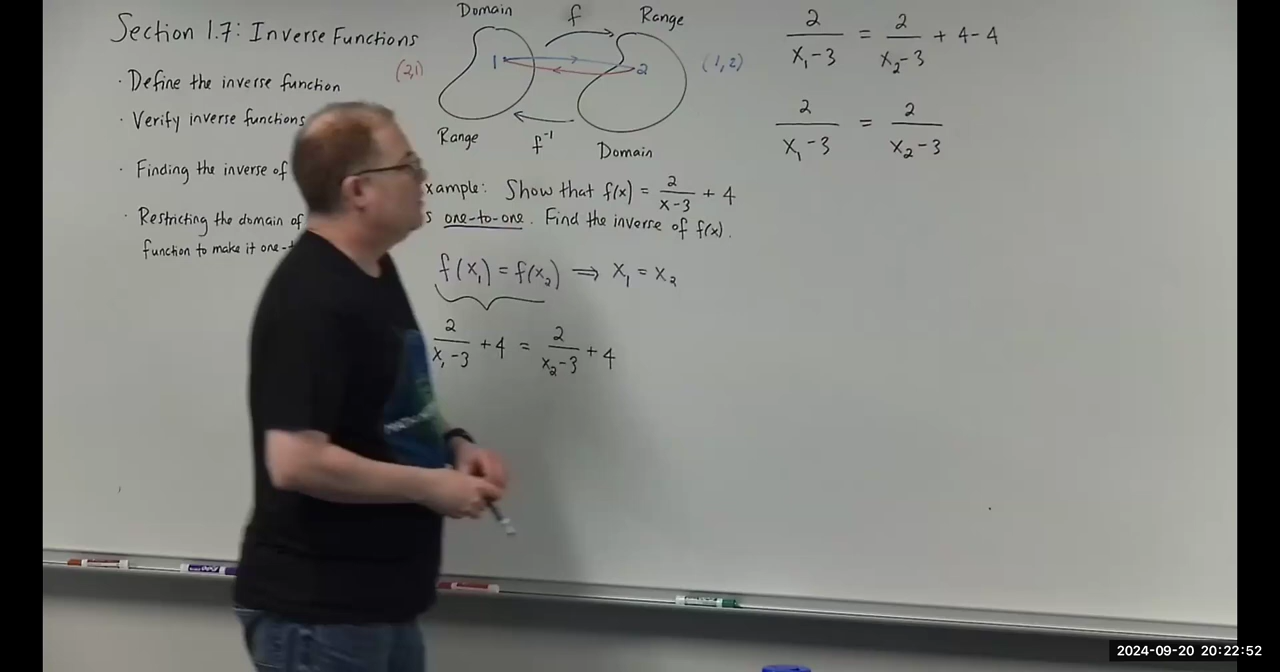 Section 1.7: Inverse Functions
· Define the inverse function
· Verify inverse functions
· Finding the inverse of
· Restricting the domain of
function to make it one-t
Domain f Range
(2,1) 1 2 (1,2)
Range f⁻¹ Domain
xample: Show that f(x) = 2/(x-3) + 4
s one-to-one. Find the inverse of f(x).
f(x₁) = f(x₂) ⟹ x₁ = x₂
2/(x₁-3) + 4 = 2/(x₂-3) + 4
2/(x₁-3) = 2/(x₂-3) + 4-4
2/(x₁-3) = 2/(x₂-3)
2024-09-20 20:22:52